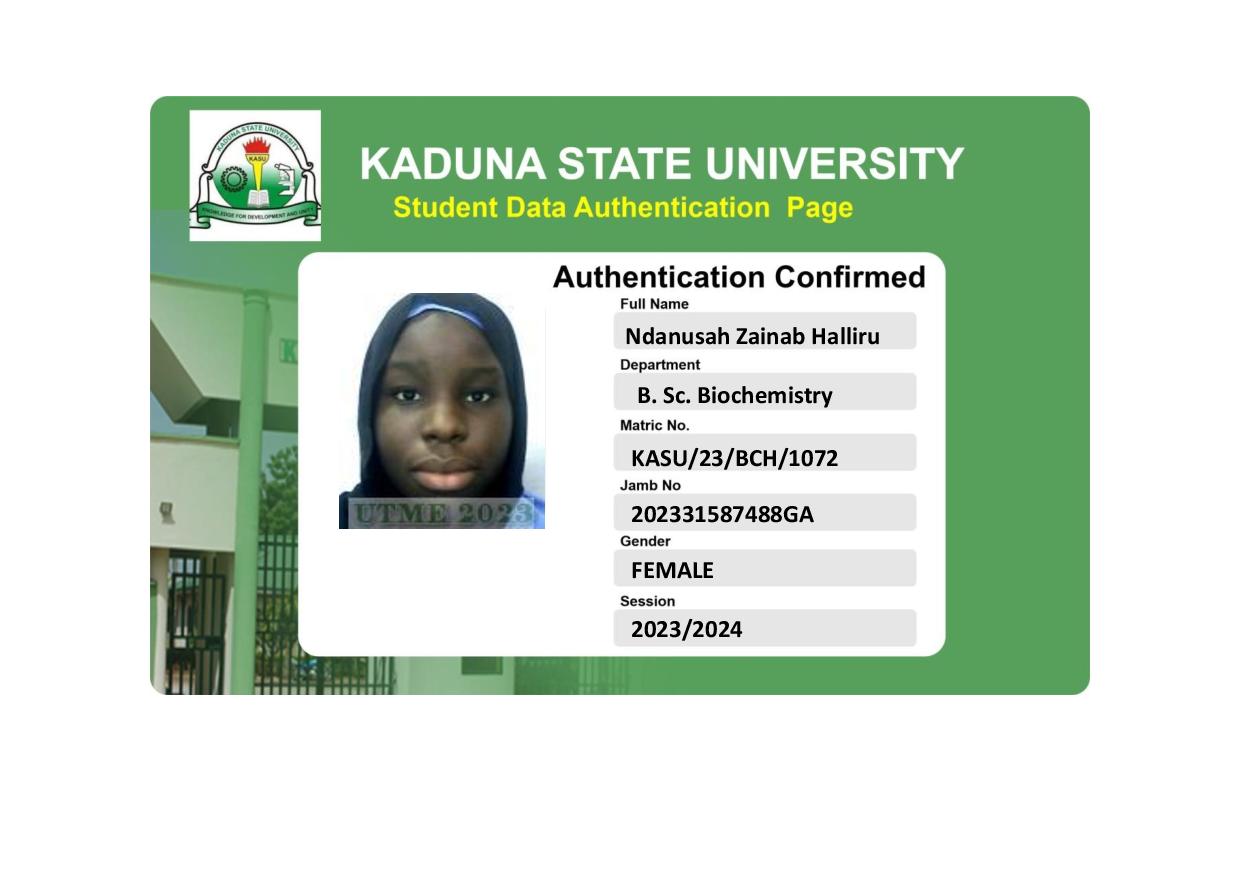 KADUNA STATE UNIVERSITY
KASU
KNOWLEDGE FOR DEVELOPMENT AND UNITY
KADUNA STATE UNIVERSITY
Student Data Authentication Page
Authentication Confirmed
Full Name
Ndanusah Zainab Halliru
Department
B. Sc. Biochemistry
Matric No.
KASU/23/BCH/1072
Jamb No
202331587488GA
Gender
FEMALE
Session
2023/2024
UTME 2023
K